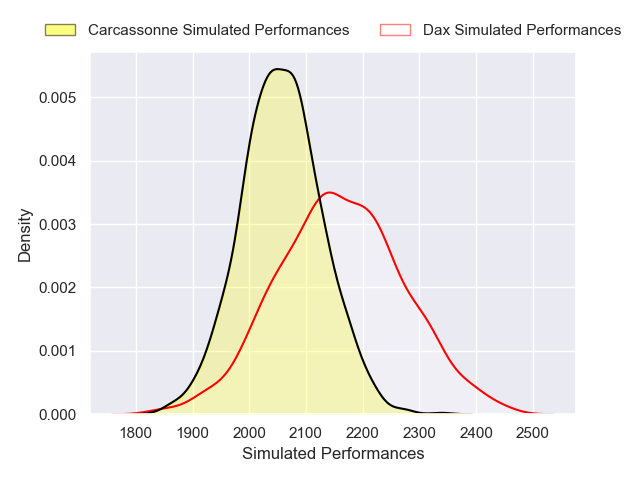 Carcassonne Simulated Performances
Dax Simulated Performances
Density
0.005
0.004
0.003
0.002
0.001
0.000
1800 1900 2000 2100 2200 2300 2400 2500
Simulated Performances